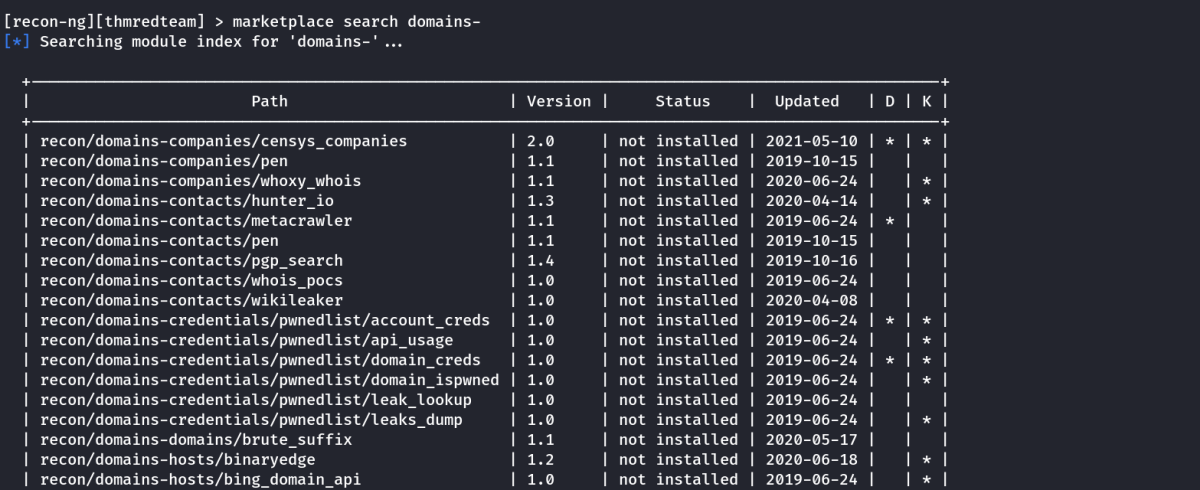 [recon-ng][thmredteam] > marketplace search domains-
[*] Searching module index for 'domains-'...
+---------------------------------------------------------------------------------------------------+
| Path | Version | Status | Updated | D | K |
+---------------------------------------------------------------------------------------------------+
| recon/domains-companies/censys_companies | 2.0 | not installed | 2021-05-10 | * | * |
| recon/domains-companies/pen | 1.1 | not installed | 2019-10-15 | | |
| recon/domains-companies/whoxy_whois | 1.1 | not installed | 2020-06-24 | | * |
| recon/domains-contacts/hunter_io | 1.3 | not installed | 2020-04-14 | | * |
| recon/domains-contacts/metacrawler | 1.1 | not installed | 2019-06-24 | * | |
| recon/domains-contacts/pen | 1.1 | not installed | 2019-10-15 | | |
| recon/domains-contacts/pgp_search | 1.4 | not installed | 2019-10-16 | | |
| recon/domains-contacts/whois_pocs | 1.0 | not installed | 2019-06-24 | | |
| recon/domains-contacts/wikileaker | 1.0 | not installed | 2020-04-08 | | |
| recon/domains-credentials/pwnedlist/account_creds | 1.0 | not installed | 2019-06-24 | * | * |
| recon/domains-credentials/pwnedlist/api_usage | 1.0 | not installed | 2019-06-24 | | * |
| recon/domains-credentials/pwnedlist/domain_creds | 1.0 | not installed | 2019-06-24 | * | * |
| recon/domains-credentials/pwnedlist/domain_ispwned | 1.0 | not installed | 2019-06-24 | | * |
| recon/domains-credentials/pwnedlist/leak_lookup | 1.0 | not installed | 2019-06-24 | | |
| recon/domains-credentials/pwnedlist/leaks_dump | 1.0 | not installed | 2019-06-24 | | * |
| recon/domains-domains/brute_suffix | 1.1 | not installed | 2020-05-17 | | |
| recon/domains-hosts/binaryedge | 1.2 | not installed | 2020-06-18 | | * |
| recon/domains-hosts/bing_domain_api | 1.0 | not installed | 2019-06-24 | | * |